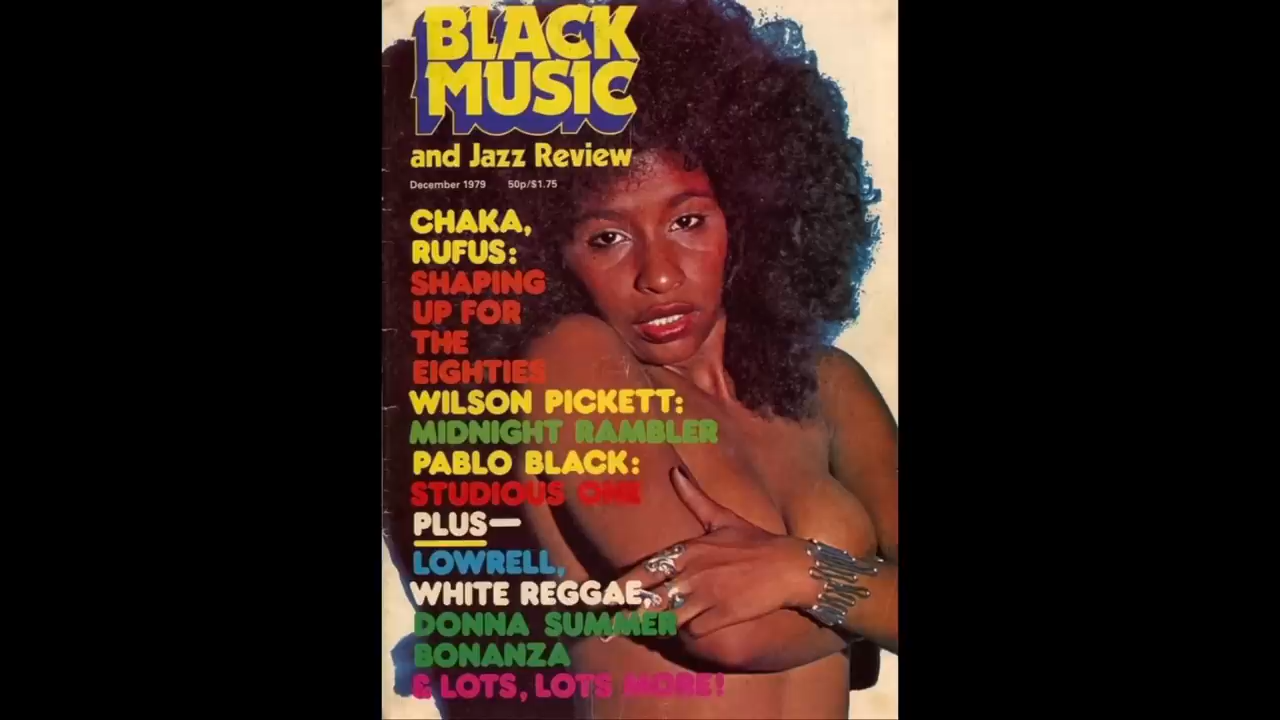 BLACK
MUSIC
and Jazz Review
December 1979 50p/$1.75
CHAKA,
RUFUS:
SHAPING
UP FOR
THE
EIGHTIES
WILSON PICKETT:
MIDNIGHT RAMBLER
PABLO BLACK:
STUDIOUS ONE
PLUS—
LOWRELL,
WHITE REGGAE,
DONNA SUMMER
BONANZA
& LOTS, LOTS MORE!